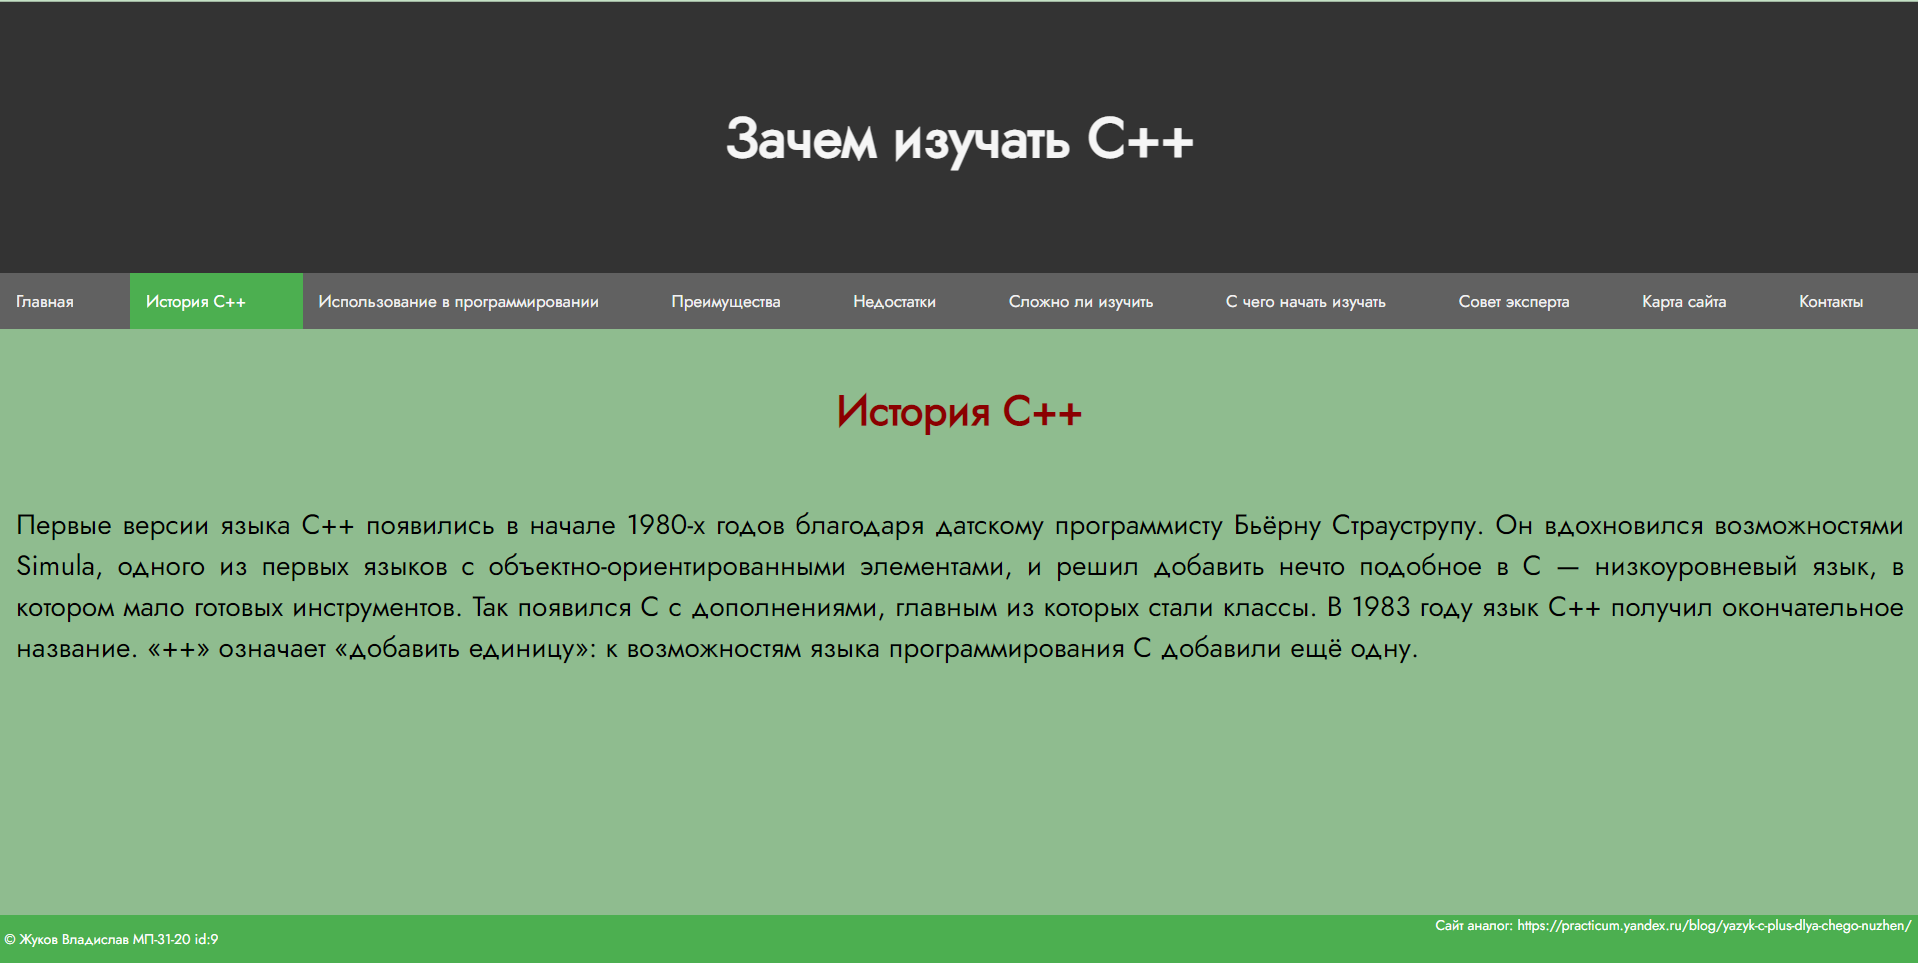 Зачем изучать C++
Главная История C++ Использование в программировании Преимущества Недостатки Сложно ли изучить С чего начать изучать Совет эксперта Карта сайта Контакты
История C++
Первые версии языка C++ появились в начале 1980-х годов благодаря датскому программисту Бьёрну Страуструпу. Он вдохновился возможностями
Simula, одного из первых языков с объектно-ориентированными элементами, и решил добавить нечто подобное в C — низкоуровневый язык, в
котором мало готовых инструментов. Так появился C с дополнениями, главным из которых стали классы. В 1983 году язык C++ получил окончательное
название. «++» означает «добавить единицу»: к возможностям языка программирования C добавили ещё одну.
Сайт аналог: https://practicum.yandex.ru/blog/yazyk-c-plus-dlya-chego-nuzhen/
© Жуков Владислав МП-31-20 id:9